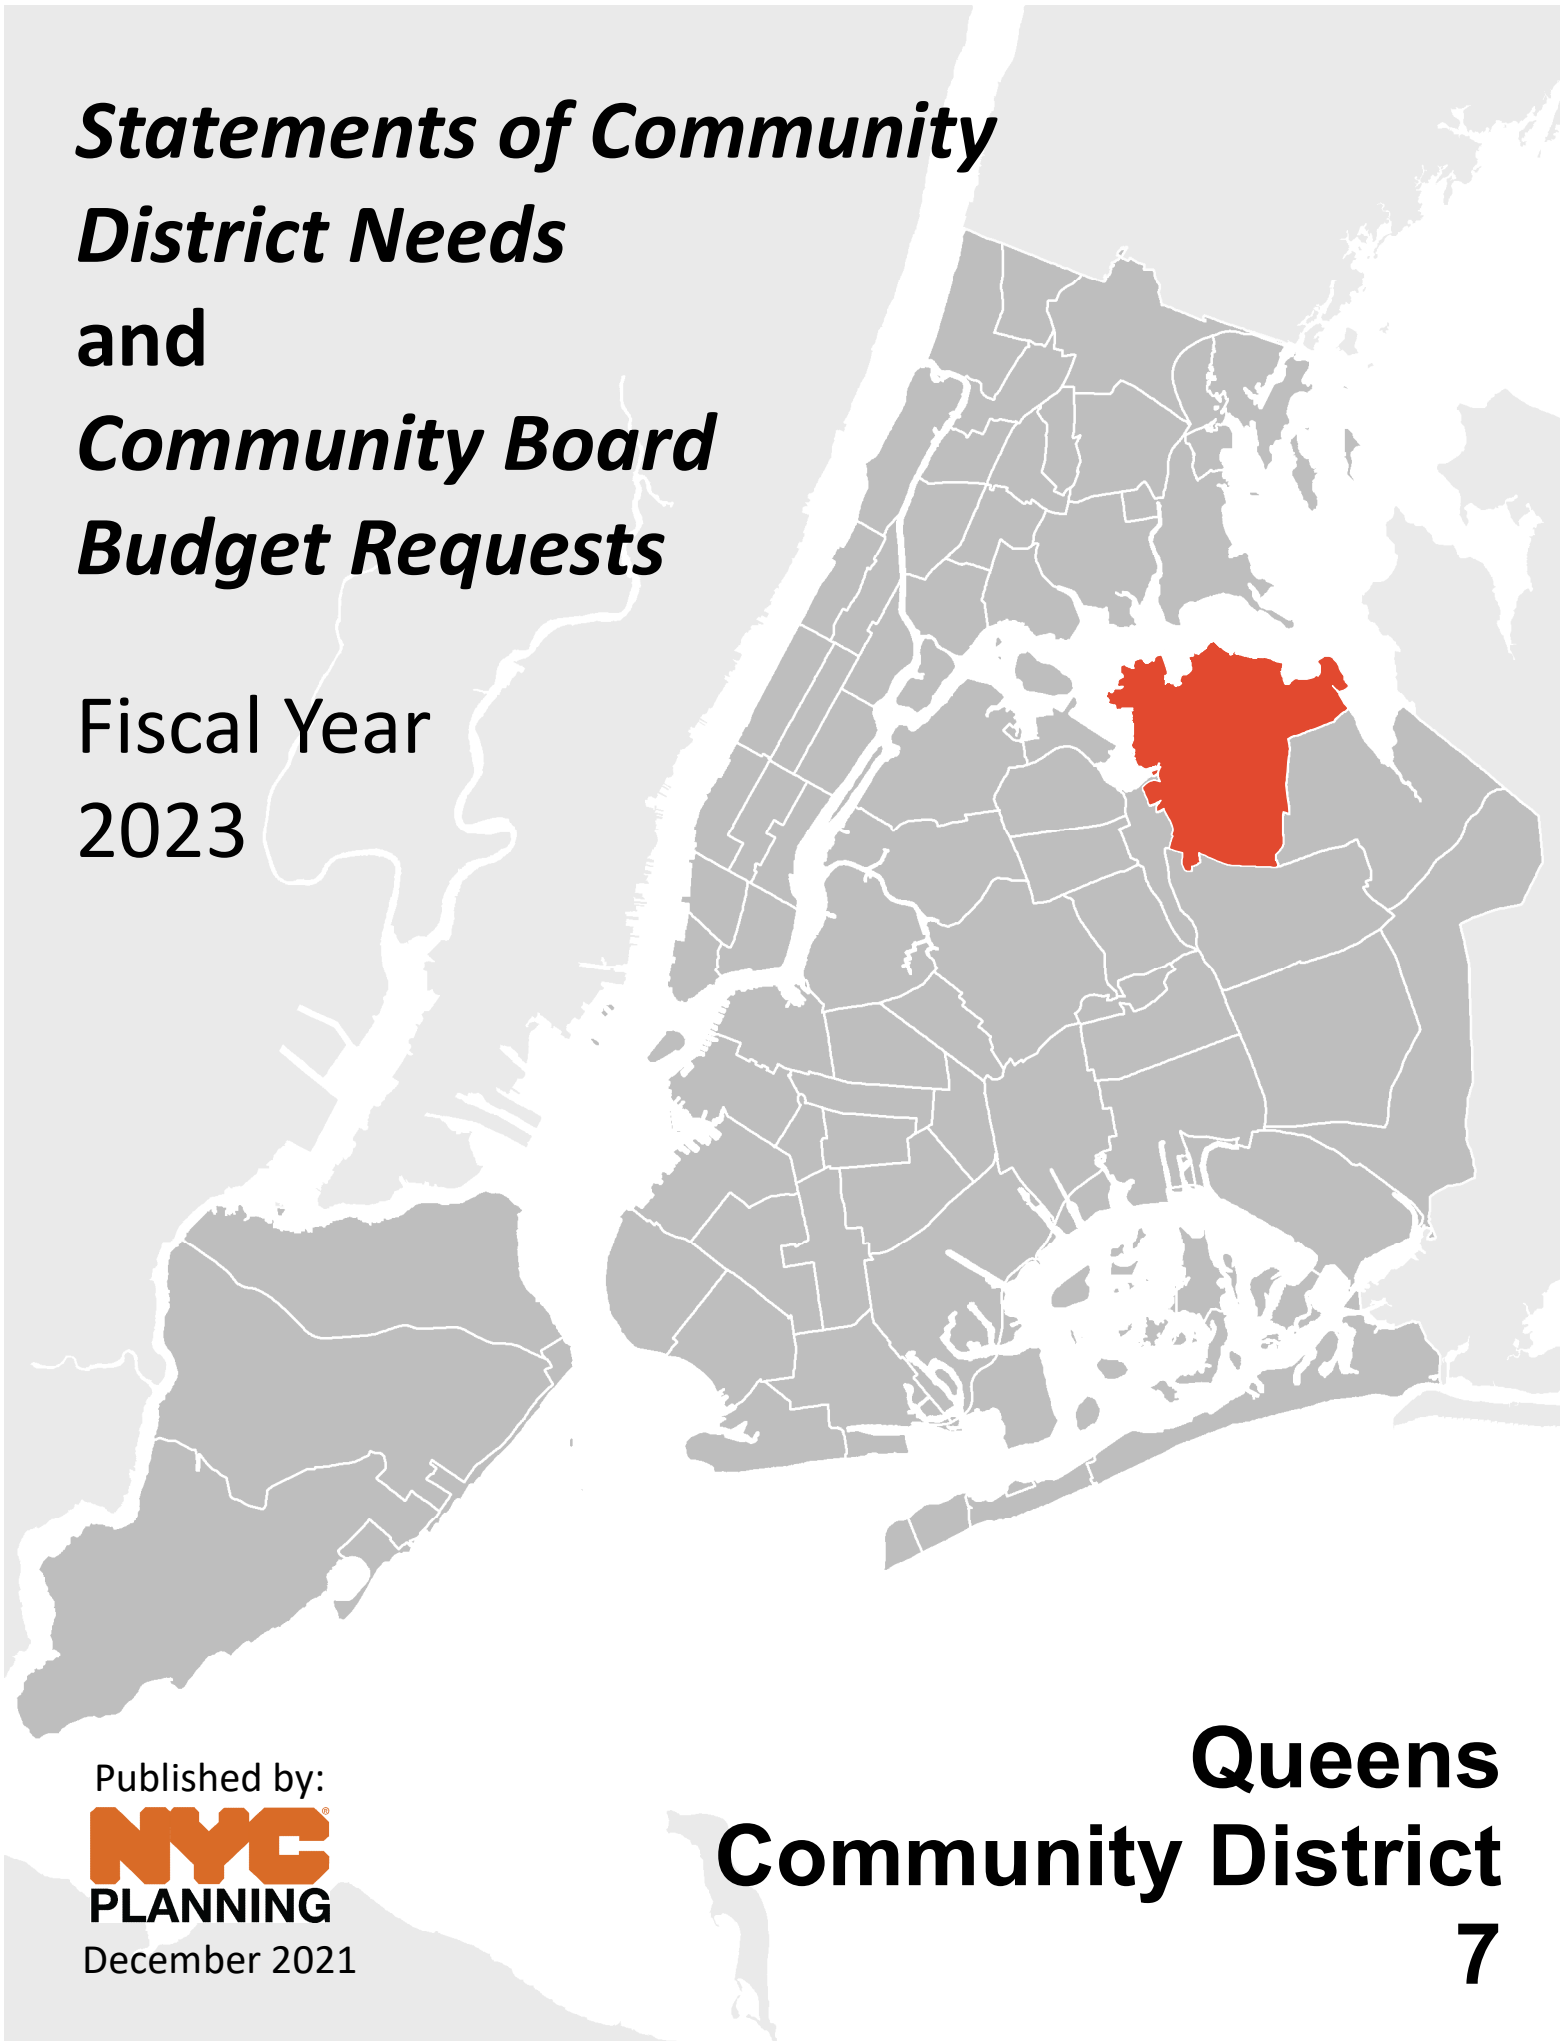 Statements of Community
District Needs
and
Community Board
Budget Requests
Fiscal Year
2023
Published by:
NYC®
PLANNING
December 2021
Queens
Community District
7